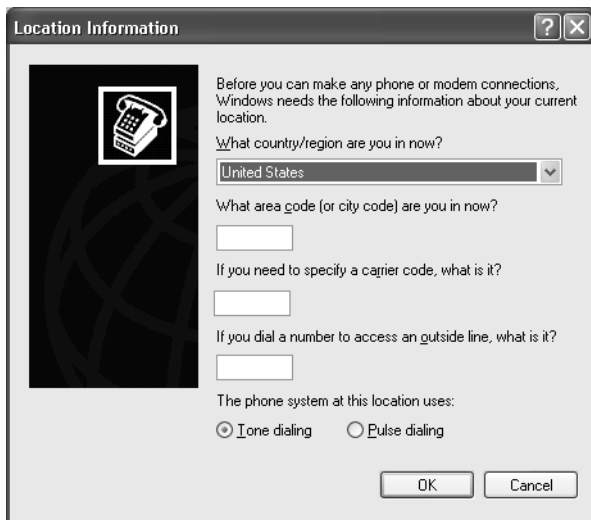 Location Information
Before you can make any phone or modem connections,
Windows needs the following information about your current
location.
What country/region are you in now?
United States
What area code (or city code) are you in now?
If you need to specify a carrier code, what is it?
If you dial a number to access an outside line, what is it?
The phone system at this location uses:
Tone dialing Pulse dialing
OK Cancel